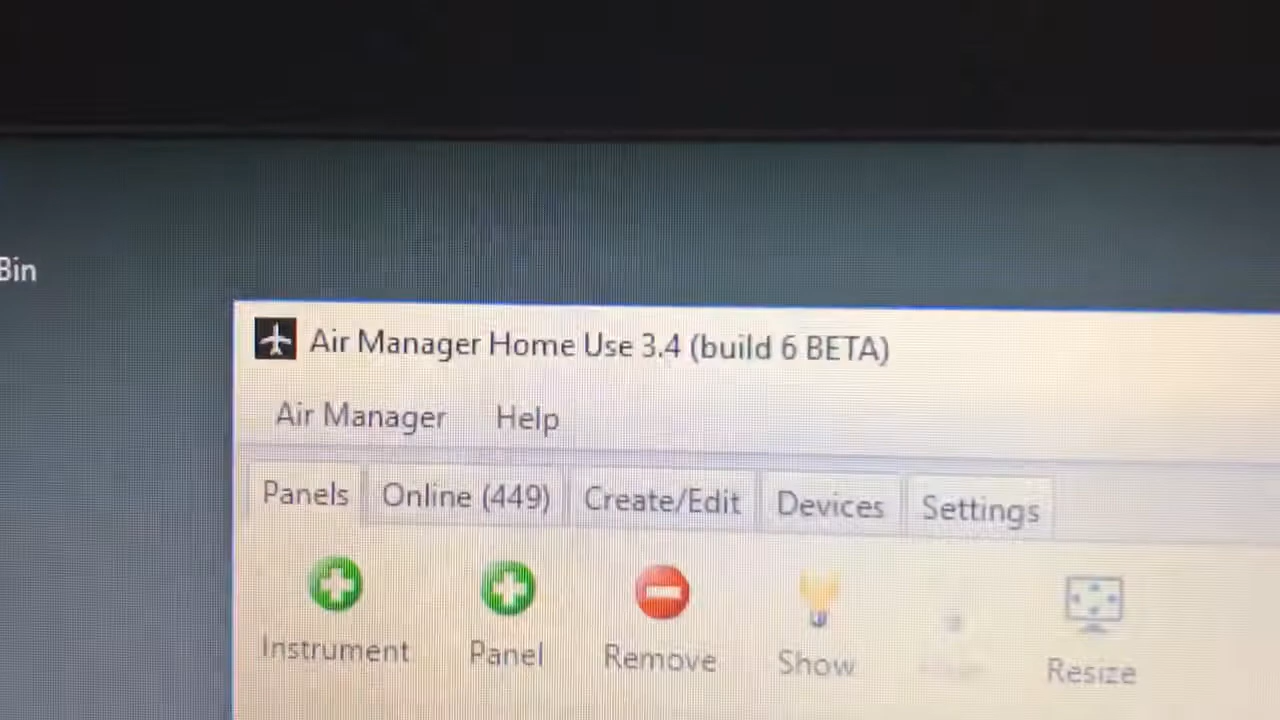 Bin
Air Manager Home Use 3.4 (build 6 BETA)
Air Manager Help
Panels Online (449) Create/Edit Devices Settings
Instrument Panel Remove Show Resize